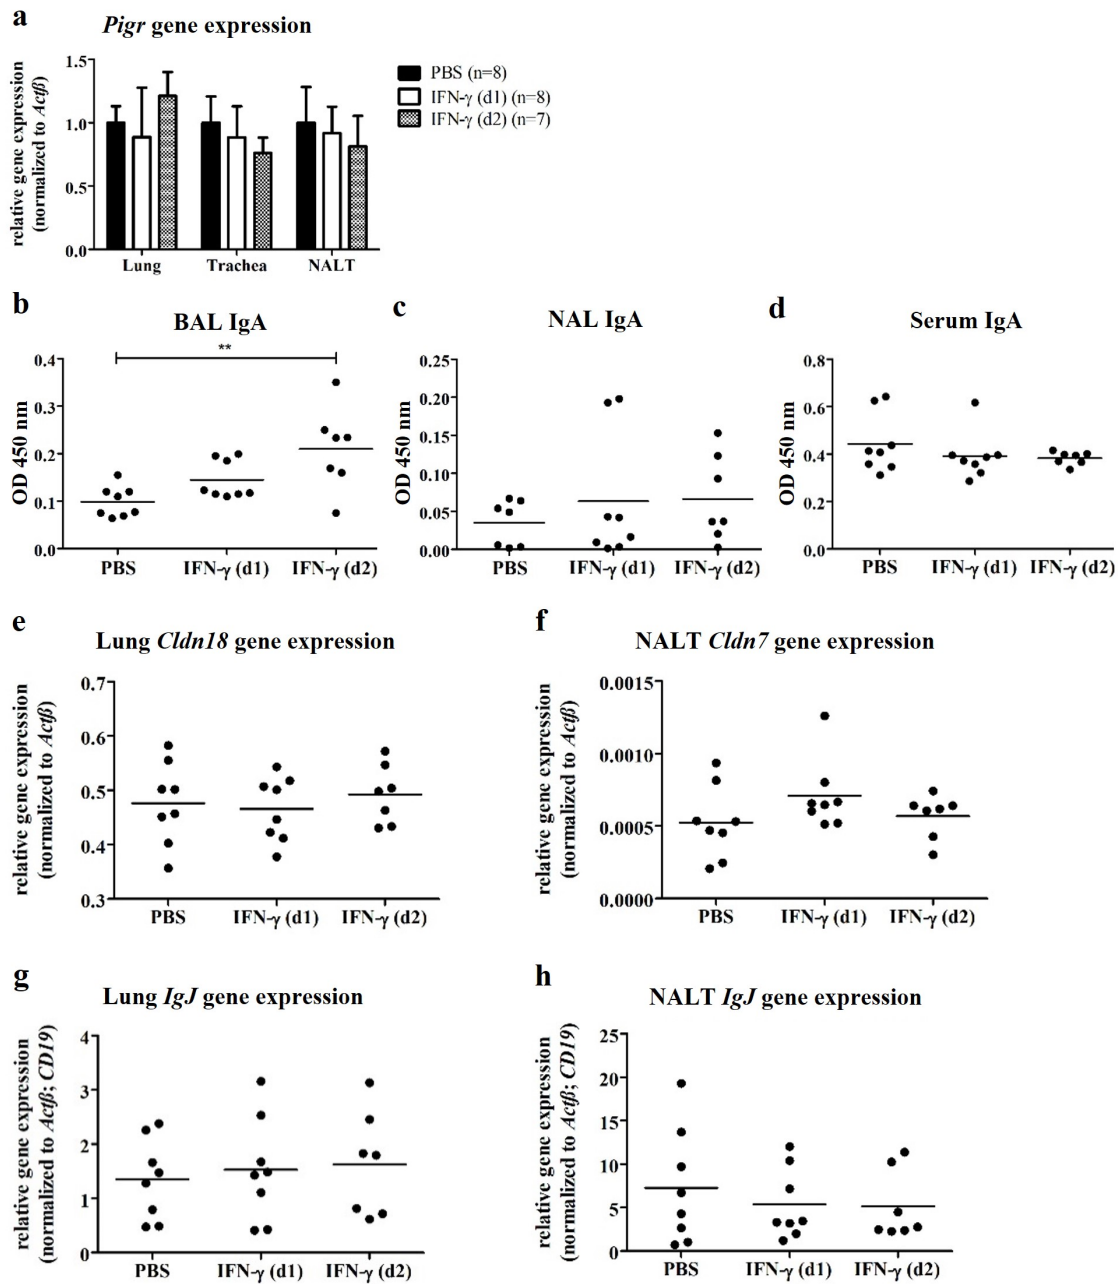 a
Pigr gene expression
relative gene expression
(normalized to Actβ)
1.5
1.0
0.5
0.0
Lung Trachea NALT
PBS (n=8)
IFN-γ (d1) (n=8)
IFN-γ (d2) (n=7)
b
BAL IgA
OD 450 nm
0.4
0.3
0.2
0.1
0.0
**
PBS IFN-γ (d1) IFN-γ (d2)
c
NAL IgA
OD 450 nm
0.25
0.20
0.15
0.10
0.05
0.00
PBS IFN-γ (d1) IFN-γ (d2)
d
Serum IgA
OD 450 nm
0.8
0.6
0.4
0.2
0.0
PBS IFN-γ (d1) IFN-γ (d2)
e
Lung Cldn18 gene expression
relative gene expression
(normalized to Actβ)
0.7
0.6
0.5
0.4
0.3
PBS IFN-γ (d1) IFN-γ (d2)
f
NALT Cldn7 gene expression
relative gene expression
(normalized to Actβ)
0.0015
0.0010
0.0005
0.0000
PBS IFN-γ (d1) IFN-γ (d2)
g
Lung IgJ gene expression
relative gene expression
(normalized to Actβ; CD19)
4
3
2
1
0
PBS IFN-γ (d1) IFN-γ (d2)
h
NALT IgJ gene expression
relative gene expression
(normalized to Actβ; CD19)
25
20
15
10
5
0
PBS IFN-γ (d1) IFN-γ (d2)